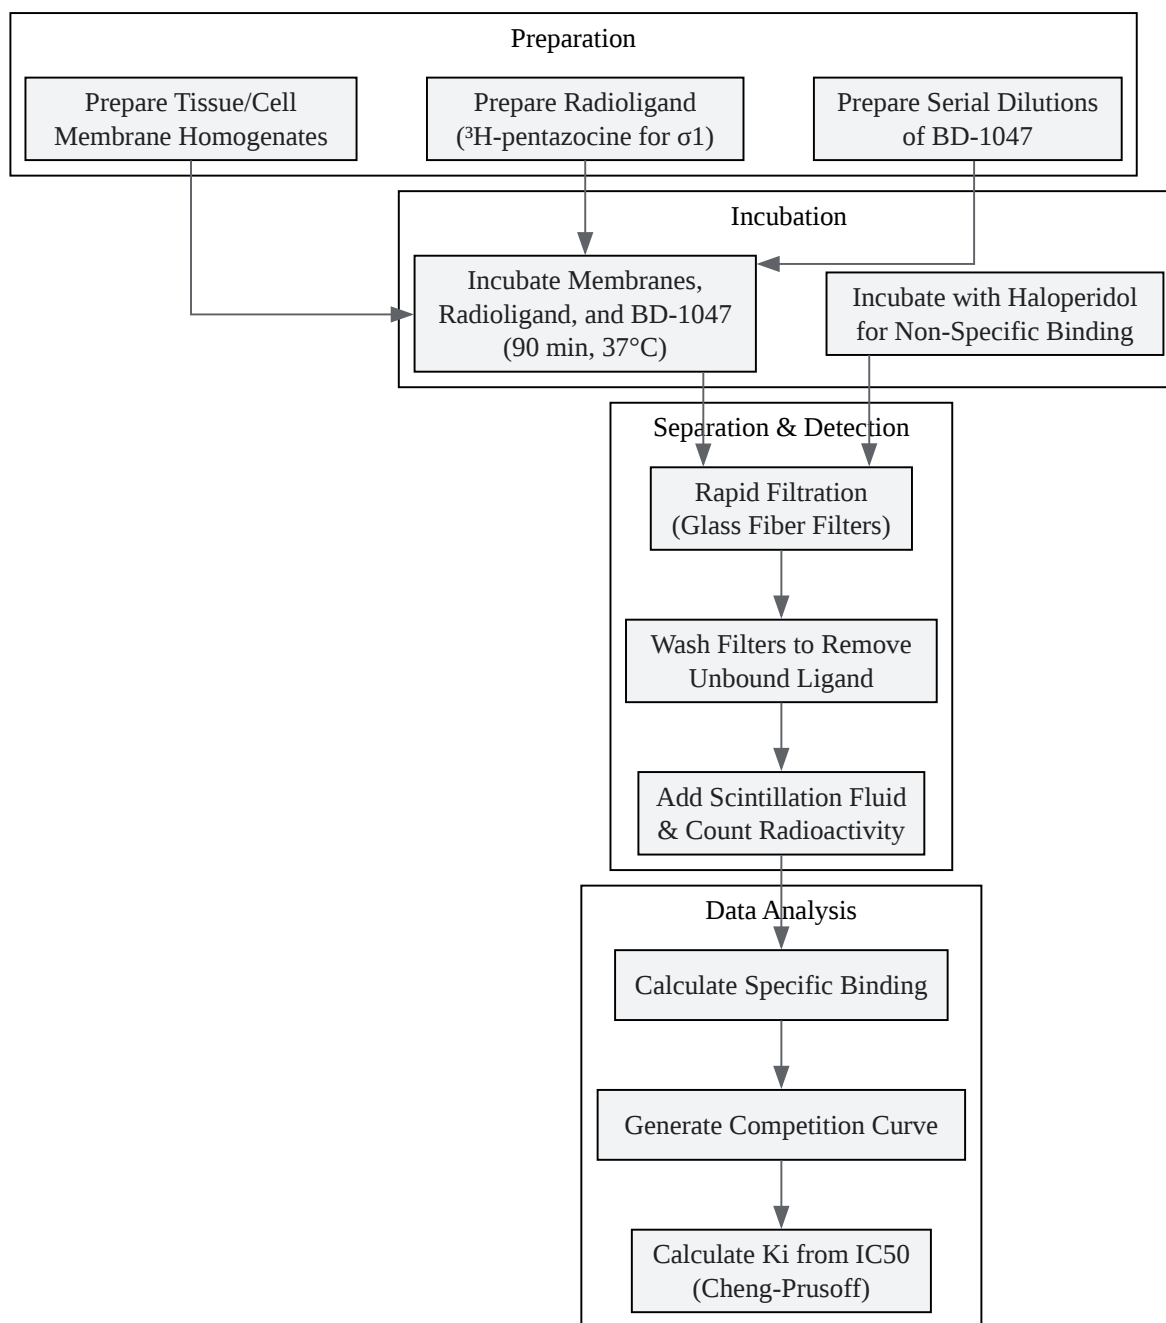 Preparation
Prepare Tissue/Cell
Membrane Homogenates
Prepare Radioligand
(³H-pentazocine for σ1)
Prepare Serial Dilutions
of BD-1047
Incubation
Incubate Membranes,
Radioligand, and BD-1047
(90 min, 37°C)
Incubate with Haloperidol
for Non-Specific Binding
Separation & Detection
Rapid Filtration
(Glass Fiber Filters)
Wash Filters to Remove
Unbound Ligand
Add Scintillation Fluid
& Count Radioactivity
Data Analysis
Calculate Specific Binding
Generate Competition Curve
Calculate Ki from IC50
(Cheng-Prusoff)